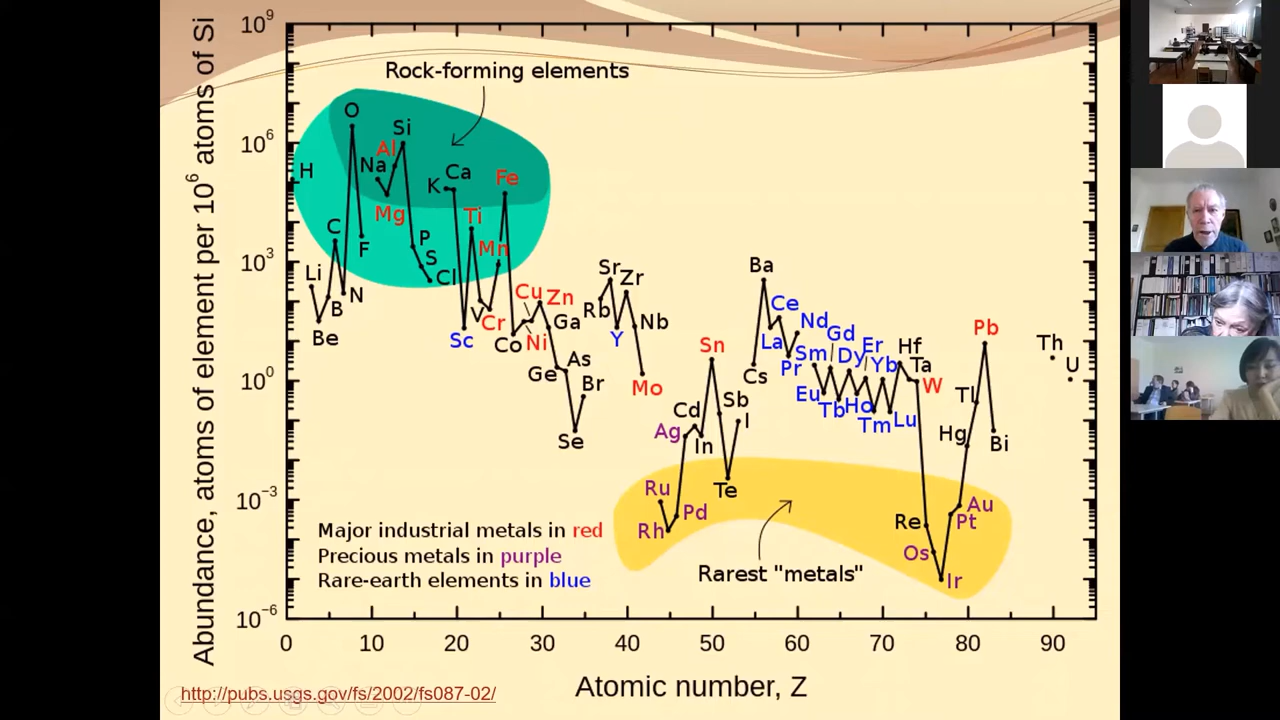 Abundance, atoms of element per 10⁶ atoms of Si
10⁹
10⁶
10³
10⁰
10⁻³
10⁻⁶
Rock-forming elements
H
Li
Be
B
C
N
O
F
Na
Mg
Al
Si
P
S
Cl
K
Ca
Sc
Ti
V
Cr
Mn
Fe
Co
Ni
Cu
Zn
Ga
Ge
As
Se
Br
Rb
Sr
Y
Zr
Nb
Mo
Ru
Rh
Pd
Ag
Cd
In
Sn
Sb
Te
I
Cs
Ba
La
Ce
Pr
Nd
Sm
Eu
Gd
Tb
Dy
Ho
Er
Tm
Yb
Lu
Hf
Ta
W
Re
Os
Ir
Pt
Au
Hg
Tl
Pb
Bi
Th
U
Major industrial metals in red
Precious metals in purple
Rare-earth elements in blue
Rarest "metals"
0 10 20 30 40 50 60 70 80 90
Atomic number, Z
http://pubs.usgs.gov/fs/2002/fs087-02/